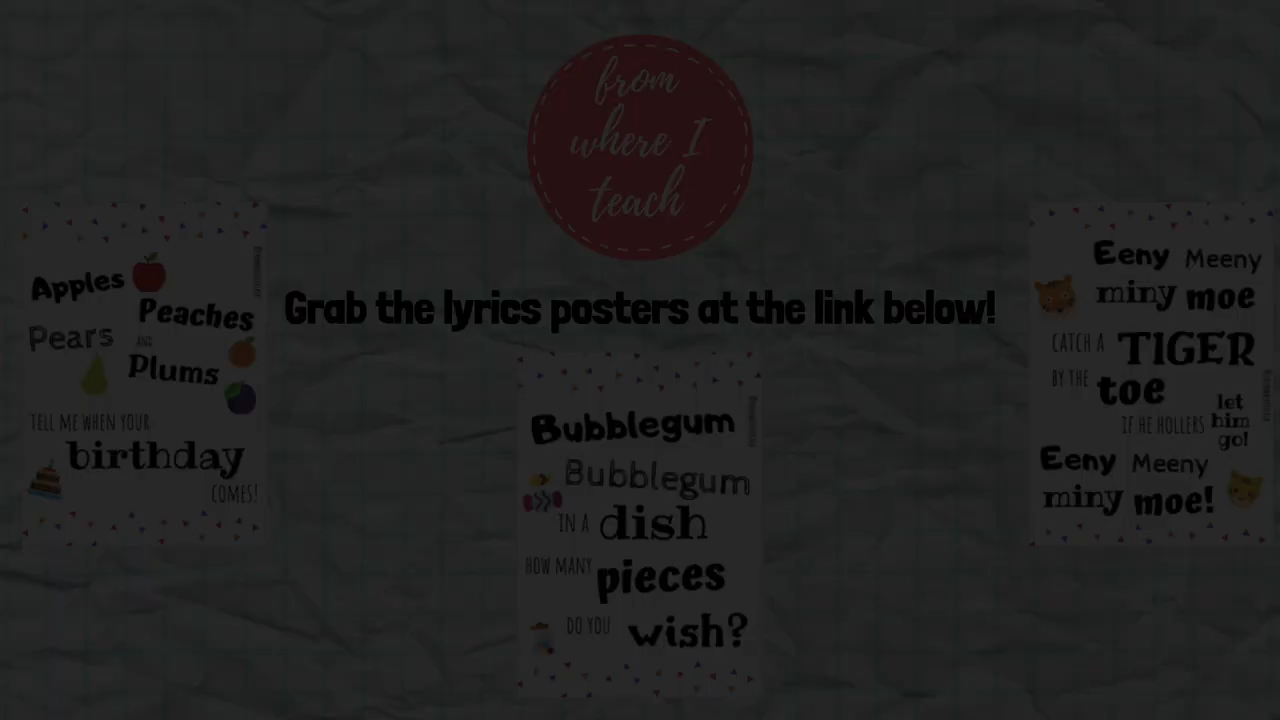 from
where I
teach
Grab the lyrics posters at the link below!
Apples
Peaches
Pears AND
Plums
TELL ME WHEN YOUR
birthday
COMES!
Bubblegum
Bubblegum
IN A dish
HOW MANY pieces
DO YOU wish?
Eeny Meeny
miny moe
CATCH A TIGER
BY THE toe
IF HE HOLLERS let
him
go!
Eeny Meeny
miny moe!